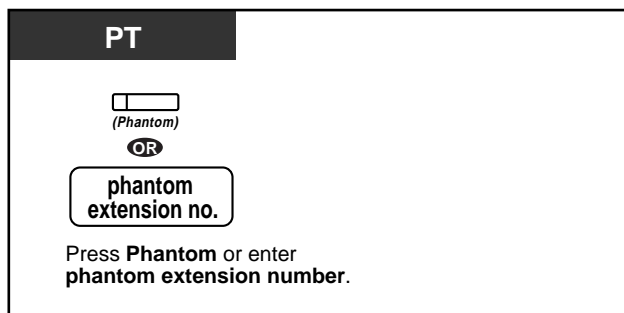 PT
(Phantom)
OR
phantom
extension no.
Press Phantom or enter
phantom extension number.